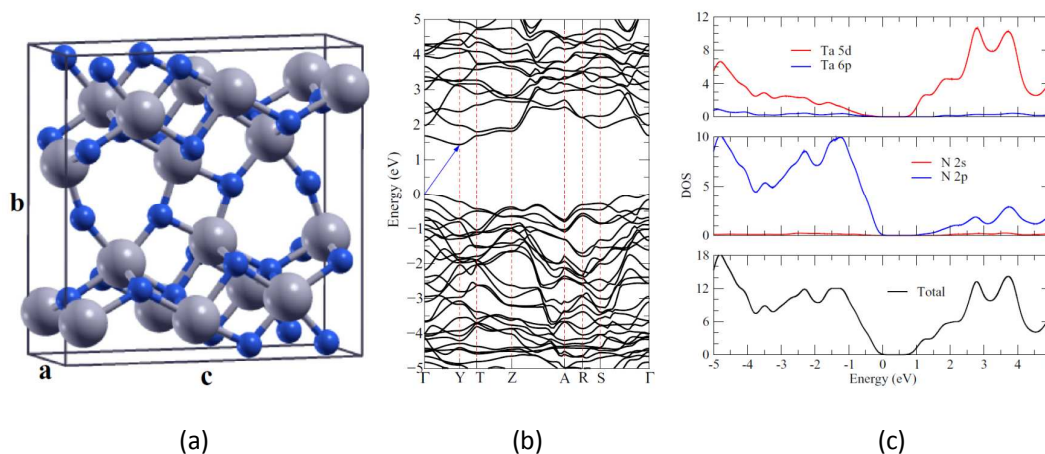 b
a
c
(a)
5
4
3
2
1
0
−1
−2
−3
−4
−5
Energy (eV)
Γ Y T Z A R S Γ
(b)
12
8
4
0
Ta 5d
Ta 6p
10
5
0
N 2s
N 2p
DOS
18
12
6
0
Total
-5 -4 -3 -2 -1 0 1 2 3 4 5
Energy (eV)
(c)